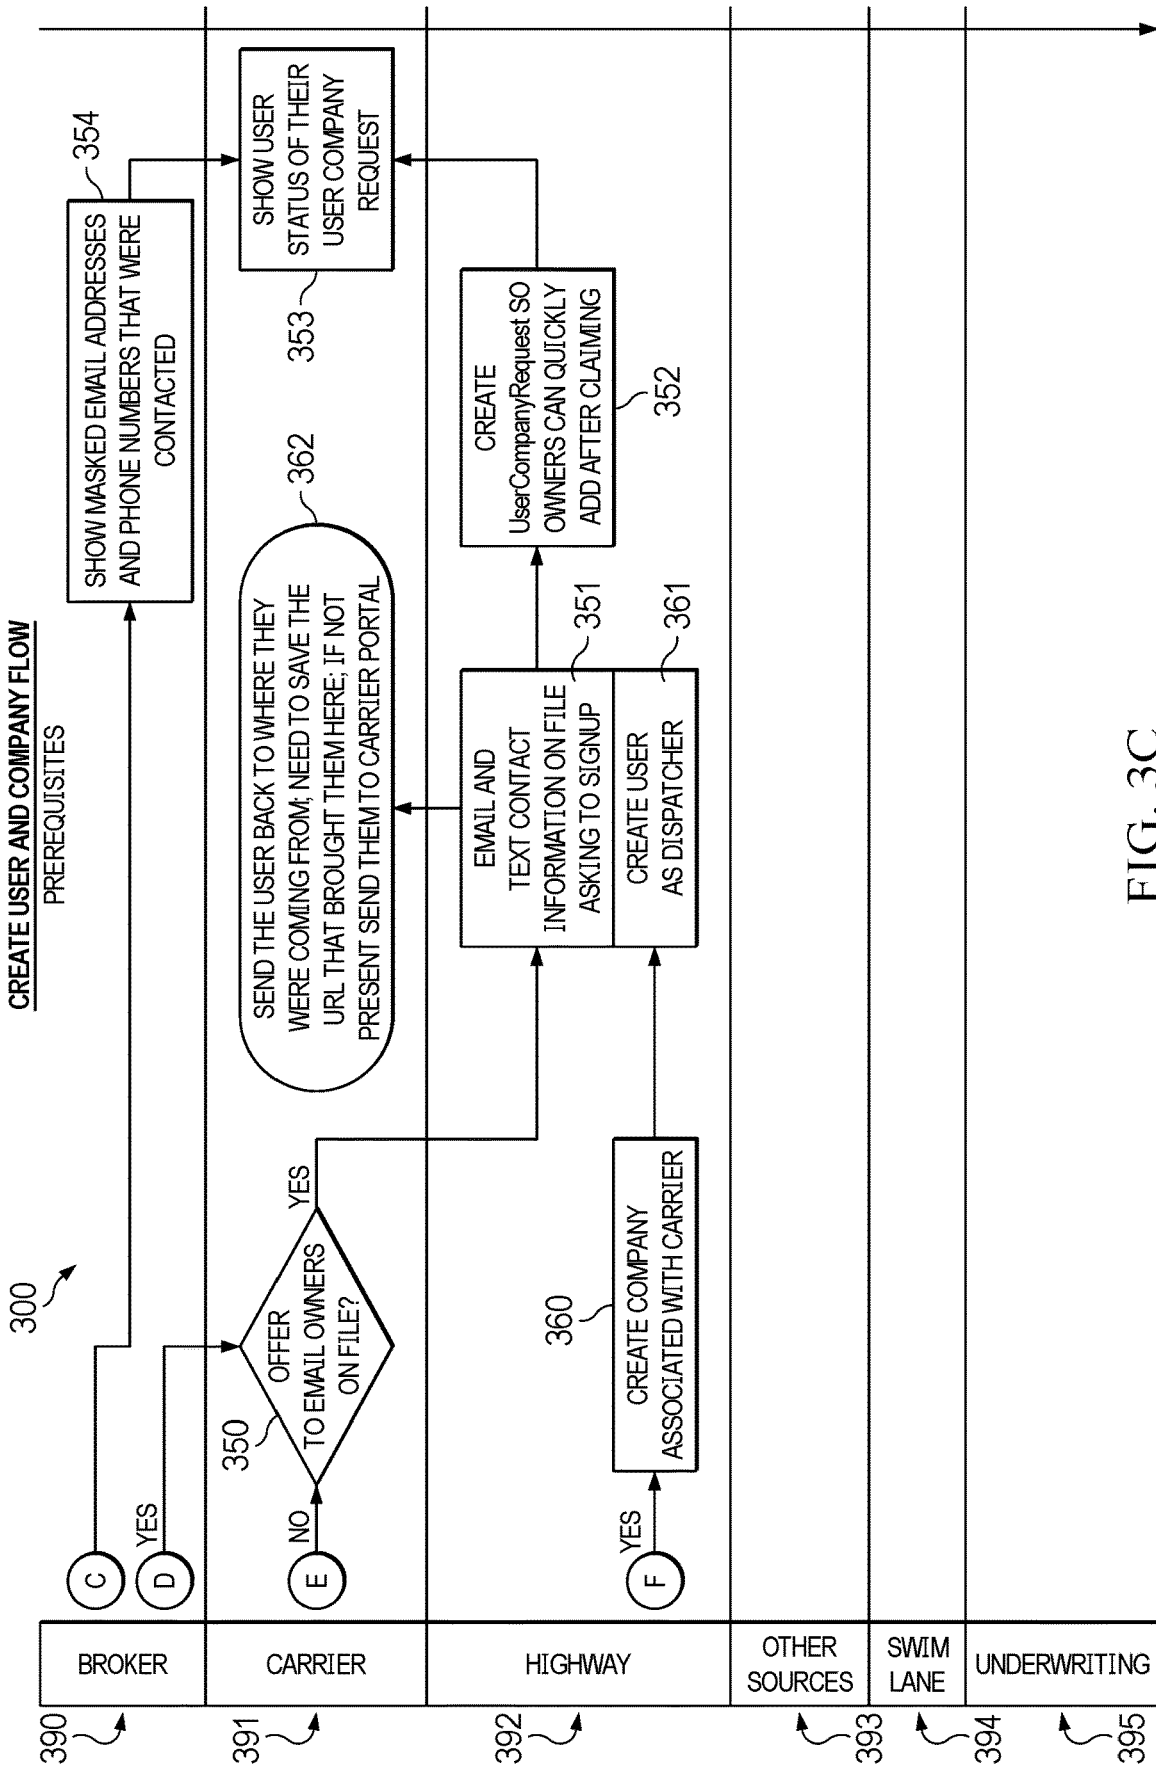 CREATE USER AND COMPANY FLOW
PREREQUISITES
300
390
BROKER
C
D
YES
SHOW MASKED EMAIL ADDRESSES
AND PHONE NUMBERS THAT WERE
CONTACTED
354
391
CARRIER
E
NO
350
OFFER
TO EMAIL OWNERS
ON FILE?
YES
SEND THE USER BACK TO WHERE THEY
WERE COMING FROM; NEED TO SAVE THE
URL THAT BROUGHT THEM HERE; IF NOT
PRESENT SEND THEM TO CARRIER PORTAL
362
353
SHOW USER
STATUS OF THEIR
USER COMPANY
REQUEST
392
HIGHWAY
F
YES
360
CREATE COMPANY
ASSOCIATED WITH CARRIER
EMAIL AND
TEXT CONTACT
INFORMATION ON FILE
ASKING TO SIGNUP
351
CREATE USER
AS DISPATCHER
361
CREATE
UserCompanyRequest SO
OWNERS CAN QUICKLY
ADD AFTER CLAIMING
352
393
OTHER
SOURCES
394
SWIM
LANE
395
UNDERWRITING
FIG. 3C